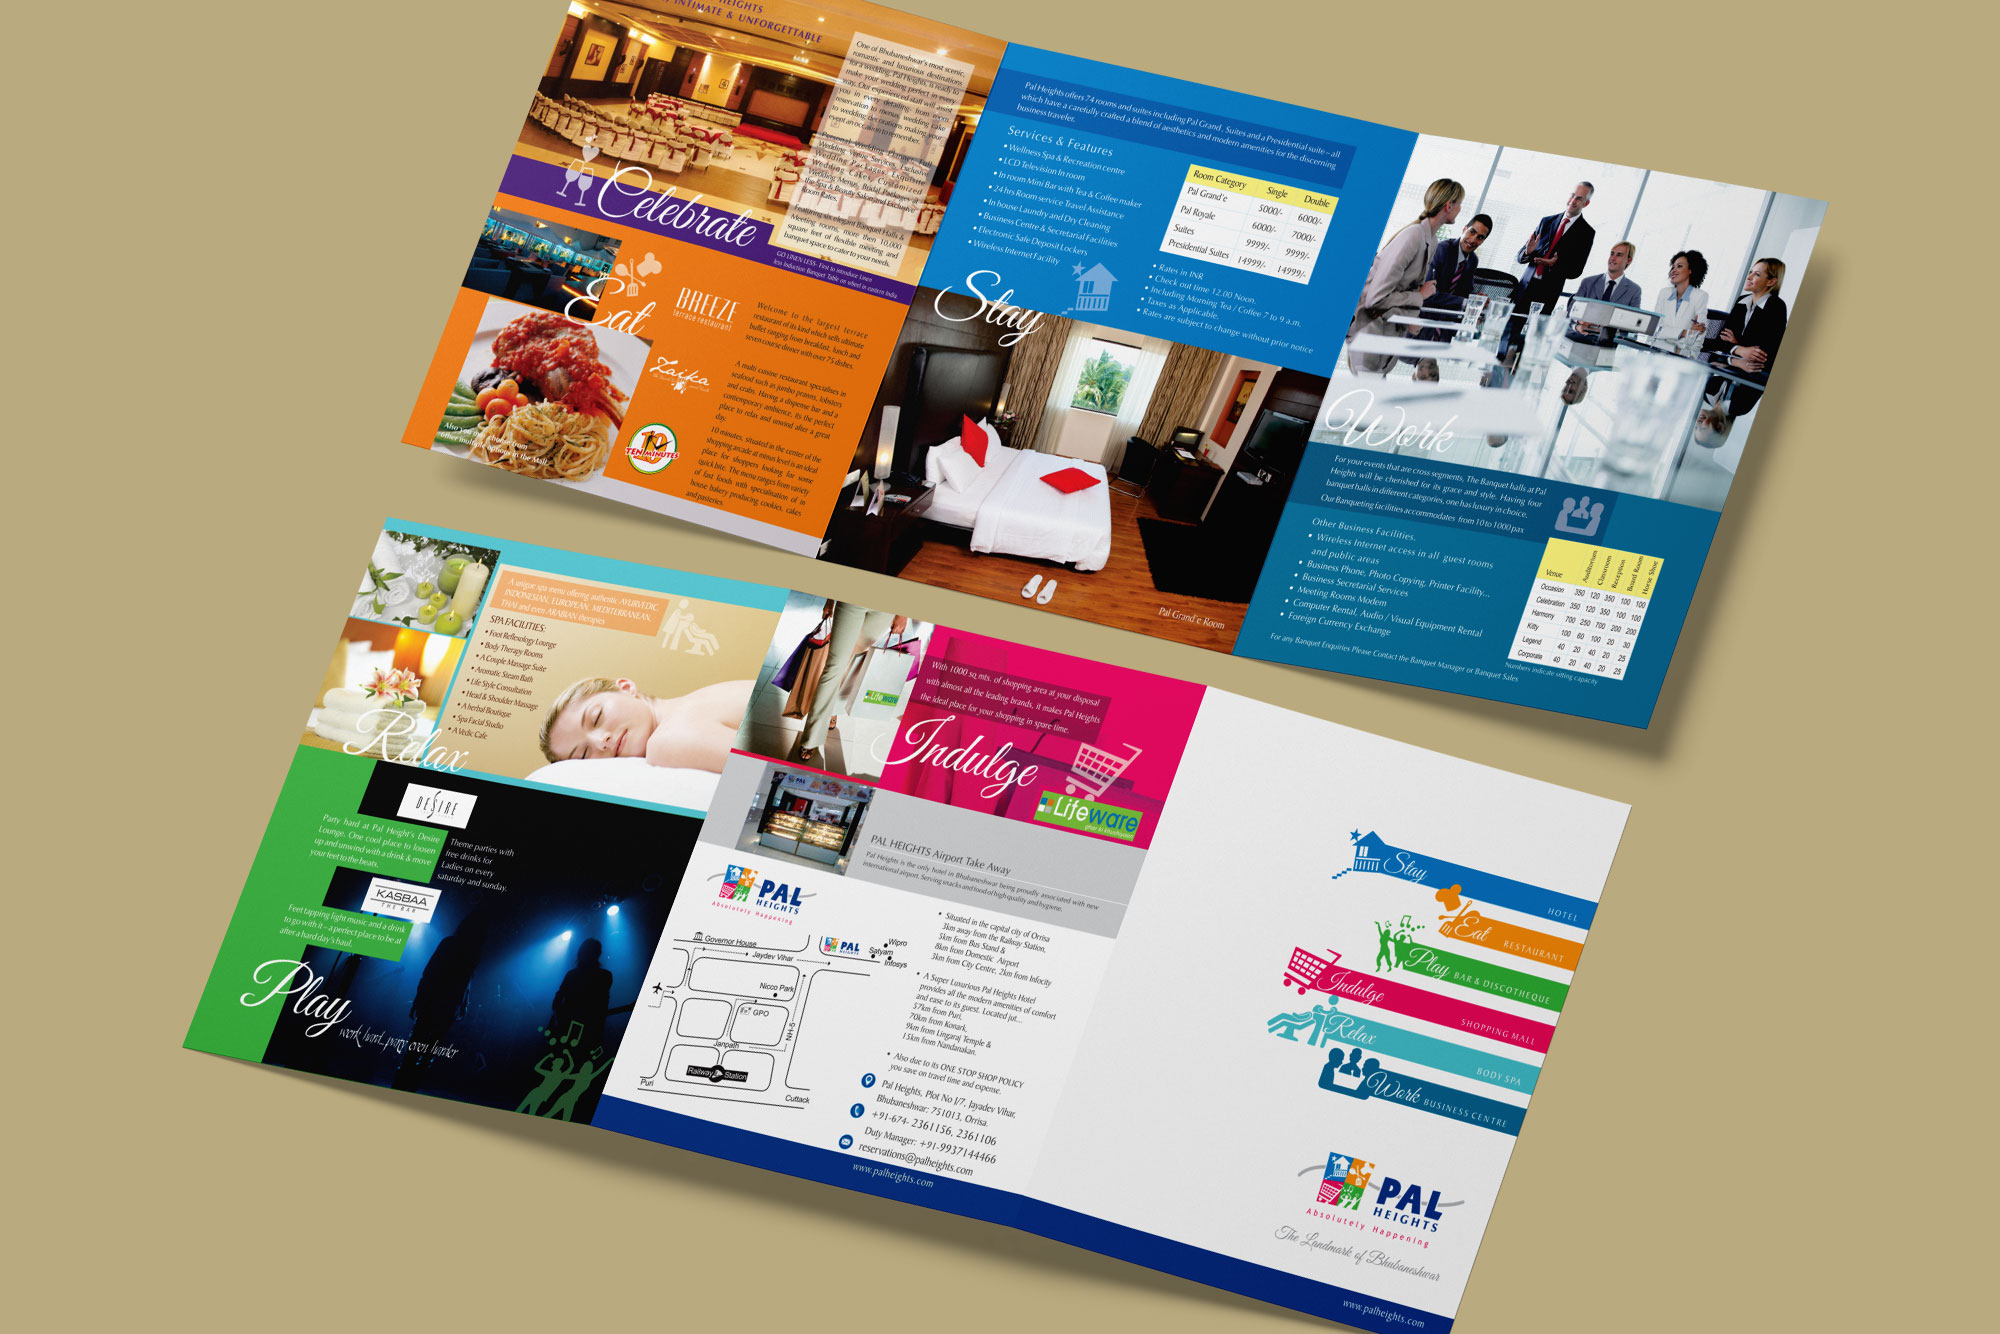 HEIGHTS
INTIMATE & UNFORGETTABLE
One of Bhubaneshwar's most scenic,
romantic and luxurious destinations
for a wedding, Pal Heights, is ready to
make your wedding perfect in every
way. Our experienced staff will assist
you in every detailing, from room
reservation to menus, wedding cake
to wedding decorations making your
event an occasion to remember.
Personal Wedding Planner, Full
Wedding Venue Services, Exclusive
Wedding Packages, Exquisite
Wedding Cakes, Customized
Wedding Menus, Bridal Packages at
the Spa & Beauty Salon and Exclusive
Room Rates.
Featuring six elegant Banquet Halls &
Meeting rooms, more then 10,000
square feet of flexible meeting and
banquet space to cater to your needs.
Celebrate
GO LINEN LESS- First to introduce Linen
less Induction Banquet Table on wheel in eastern India.
Eat
BREEZE
terrace restaurant
Welcome to the largest terrace
restaurant of its kind which sells ultimate
buffet ranging from breakfast, lunch and
seven course dinner with over 75 dishes.
Zaika
A multi cuisine restaurant specialises in
seafood such as jumbo prawns, lobsters
and crabs. Having a dispense bar and a
contemporary ambience, its the perfect
place to relax and unwind after a great
day.
10
TEN MINUTES
10 minutes, situated in the center of the
shopping arcade at minus level is an ideal
place for shoppers looking for some
quick bite. The menu ranges from variety
of fast foods with specialisation of in
house bakery producing cookies, cakes
and pastries.
Also you may choose from
other multiple options in the Mall.
Pal Heights offers 74 rooms and suites including Pal Grand, Suites and a Presidential suite – all
which have a carefully crafted a blend of aesthetics and modern amenities for the discerning
business traveler.
Services & Features
• Wellness Spa & Recreation centre
• LCD Television In room
• In room Mini Bar with Tea & Coffee maker
• 24 hrs Room service Travel Assistance
• In house Laundry and Dry Cleaning
• Business Centre & Secretarial Facilities
• Electronic Safe Deposit Lockers
• Wireless Internet Facility
Room Category Single Double
Pal Grand'e 5000/- 6000/-
Pal Royale 6000/- 7000/-
Suites 9999/- 9999/-
Presidential Suites 14999/- 14999/-
• Rates in INR
• Check out time 12.00 Noon.
• Including Morning Tea / Coffee 7 to 9 a.m.
• Taxes as Applicable.
• Rates are subject to change without prior notice
Stay
Pal Grand'e Room
Work
For your events that are cross segments, The Banquet halls at Pal
Heights will be cherished for its grace and style. Having four
banquet halls in different categories, one has luxury in choice.
Our Banqueting facilities accommodates from 10 to 1000 pax
Other Business Facilities.
• Wireless Internet access in all guest rooms
and public areas
• Business Phone, Photo Copying, Printer Facility...
• Business Secretarial Services
• Meeting Rooms Modem
• Computer Rental, Audio / Visual Equipment Rental
• Foreign Currency Exchange
For any Banquet Enquiries Please Contact the Banquet Manager or Banquet Sales
Venue Auditorium Classroom Reception Board Room Horse Shoe
Occasion 350 120 350 100 100
Celebration 350 120 350 100 100
Harmony 700 250 700 200 200
Kitty 100 60 100 20 30
Legend 40 20 40 20 25
Corporate 40 20 40 20 25
Numbers indicate sitting capacity
A unique spa menu offering authentic AYURVEDIC
INDONESIAN, EUROPEAN, MEDITERRANEAN,
THAI and even ARABIAN therapies
SPA FACILITIES:
• Foot Reflexology Lounge
• Body Therapy Rooms
• A Couple Massage Suite
• Aromatic Steam Bath
• Life Style Consultation
• Head & Shoulder Massage
• A herbal Boutique
• Spa Facial Studio
• A Vedic Cafe
Relax
DESIRE
Party hard at Pal Height's Desire
Lounge. One cool place to loosen
up and unwind with a drink & move
your feet to the beats.
Theme parties with
free drinks for
Ladies on every
saturday and sunday.
KASBAA
THE BAR
Feet tapping light music and a drink
to go with it – a perfect place to be at
after a hard day's haul.
Play
work hard...party even harder
Lifeware
With 1000 sq mts. of shopping area at your disposal
with almost all the leading brands, it makes Pal Heights
the ideal place for your shopping in spare time.
Indulge
Lifeware
PAL
PAL HEIGHTS Airport Take Away
Pal Heights is the only hotel in Bhubaneshwar being proudly associated with new
international airport. Serving snacks and food of high quality and hygiene.
PAL
HEIGHTS
Absolutely Happening
Governor House
Jaydev Vihar
PAL
HEIGHTS
Wipro
Satyam
Infosys
Nicco Park
GPO
NH-5
Janpath
Railway Station
Puri
Cuttack
• Situated in the capital city of Orrisa
3km away from the Railway Station,
5km from Bus Stand &
8km from Domestic Airport
3km from City Centre, 2km from Infocity
• A Super Luxurious Pal Heights Hotel
provides all the modern amenities of comfort
and ease to its guest. Located jut...
57km from Puri,
70km from Konark,
9km from Lingaraj Temple &
15km from Nandanakan.
• Also due to its ONE STOP SHOP POLICY
you save on travel time and expense.
Pal Heights, Plot No J/7, Jayadev Vihar,
Bhubaneshwar: 751013, Orrisa.
+91-674- 2361156, 2361106
Duty Manager: +91-9937144466
reservations@palheights.com
www.palheights.com
Stay HOTEL
Eat RESTAURANT
Play BAR & DISCOTHEQUE
Indulge SHOPPING MALL
Relax BODY SPA
Work BUSINESS CENTRE
PAL
HEIGHTS
Absolutely Happening
The Landmark of Bhubaneshwar
www.palheights.com